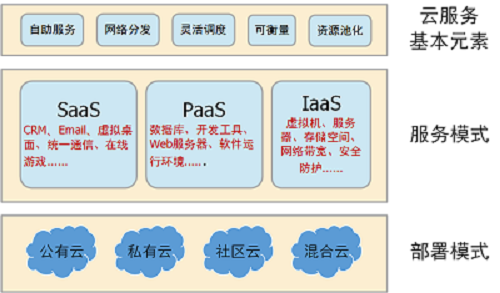 自助服务 网络分发 灵活调度 可衡量 资源池化
云服务
基本元素
SaaS
CRM、Email、虚拟桌
面、统一通信、在线
游戏……
PaaS
数据库、开发工具、
Web服务器、软件运
行环境…….
IaaS
虚拟机、服务
器、存储空间、
网络带宽、安全
防护……
服务模式
公有云 私有云 社区云 混合云
部署模式